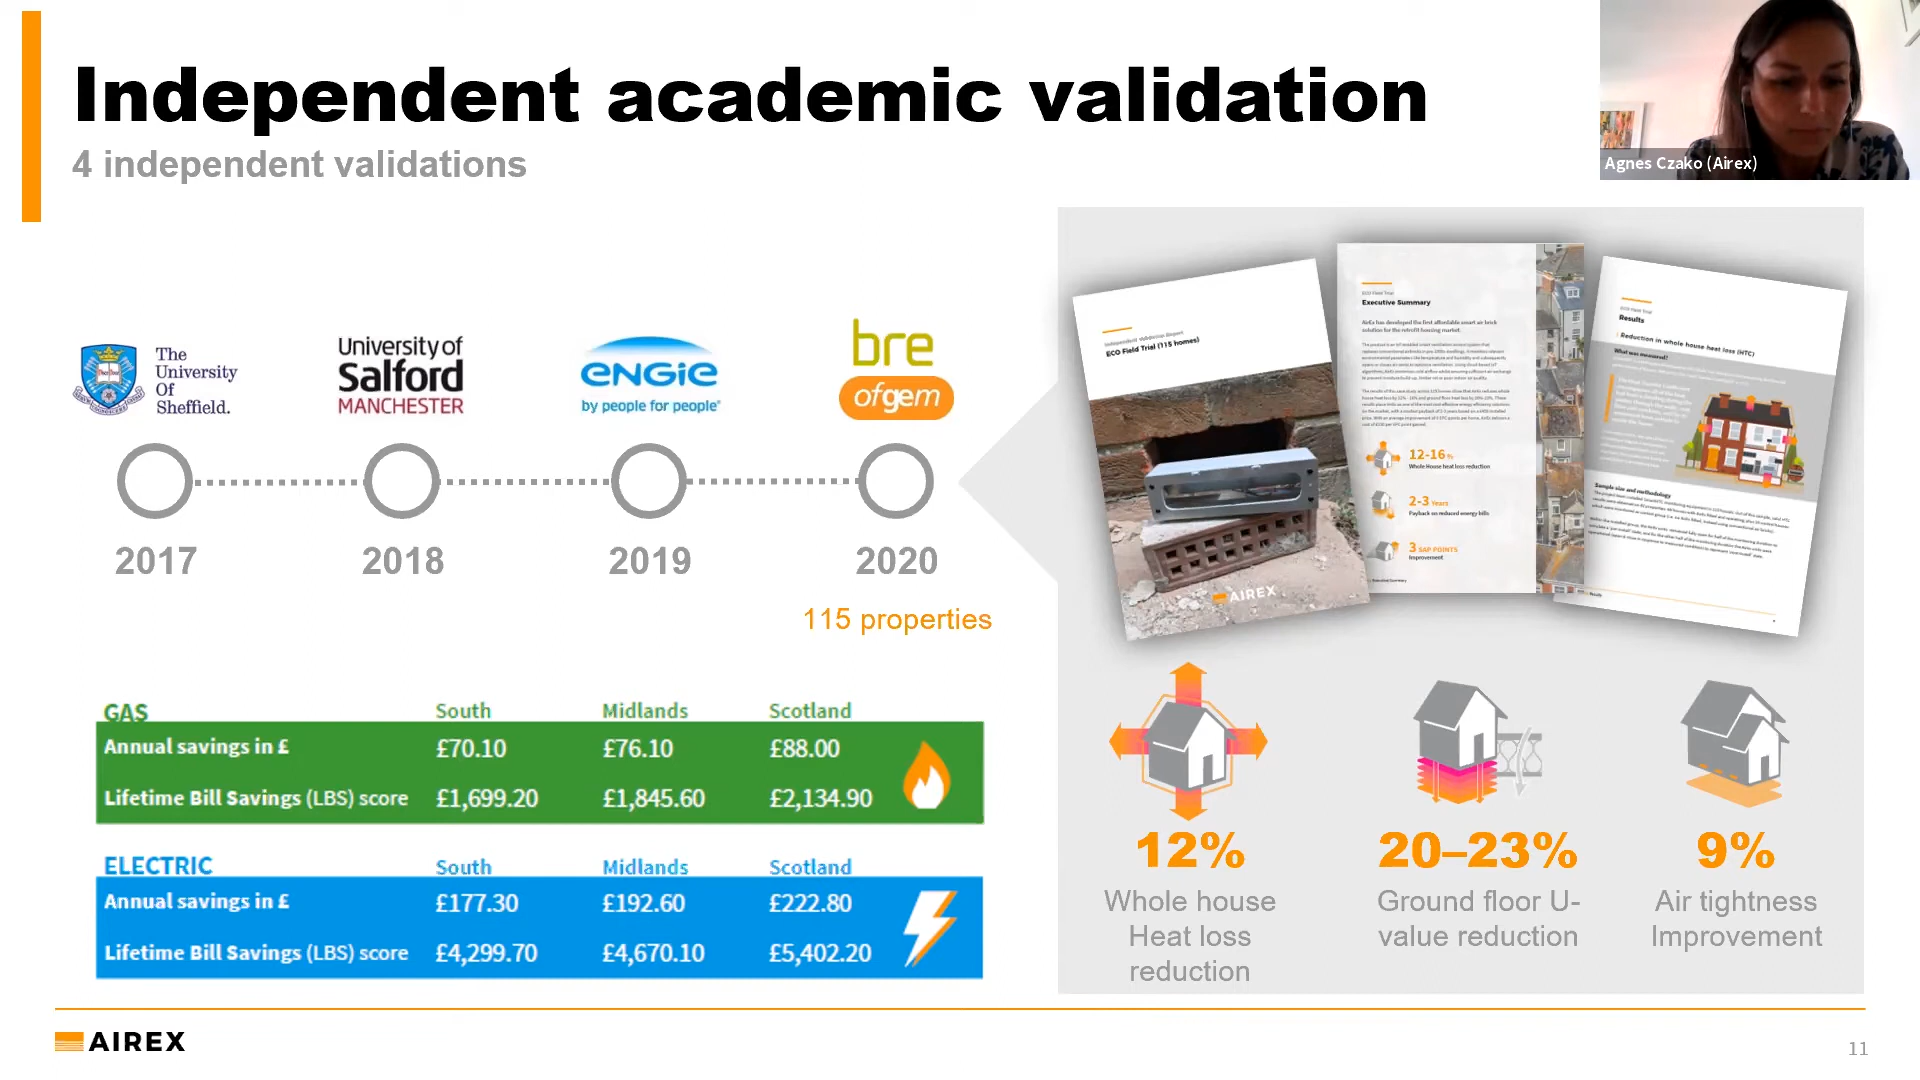 Independent academic validation
4 independent validations
Agnes Czako (Airex)
The
University
Of
Sheffield.
University of
Salford
MANCHESTER
ENGIE
by people for people
bre
ofgem
2017
2018
2019
2020
115 properties
ECO Field Trial (115 homes)
AIREX
Executive Summary
12-16 %
Whole House heat loss reduction
2-3 Years
Payback on reduced energy bills
3 SAP POINTS
Improvement
Results
Reduction in whole house heat loss (HTC)
What was measured?
Sample size and methodology
GAS South Midlands Scotland
Annual savings in £ £70.10 £76.10 £88.00
Lifetime Bill Savings (LBS) score £1,699.20 £1,845.60 £2,134.90
ELECTRIC South Midlands Scotland
Annual savings in £ £177.30 £192.60 £222.80
Lifetime Bill Savings (LBS) score £4,299.70 £4,670.10 £5,402.20
12%
Whole house
Heat loss
reduction
20–23%
Ground floor U-
value reduction
9%
Air tightness
Improvement
AIREX
11